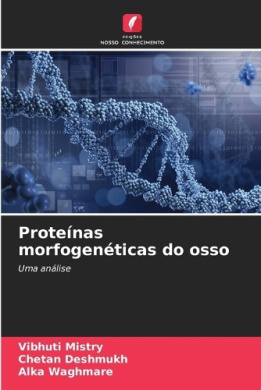 edições
NOSSO CONHECIMENTO
Proteínas
morfogenéticas do osso
Uma análise
Vibhuti Mistry
Chetan Deshmukh
Alka Waghmare